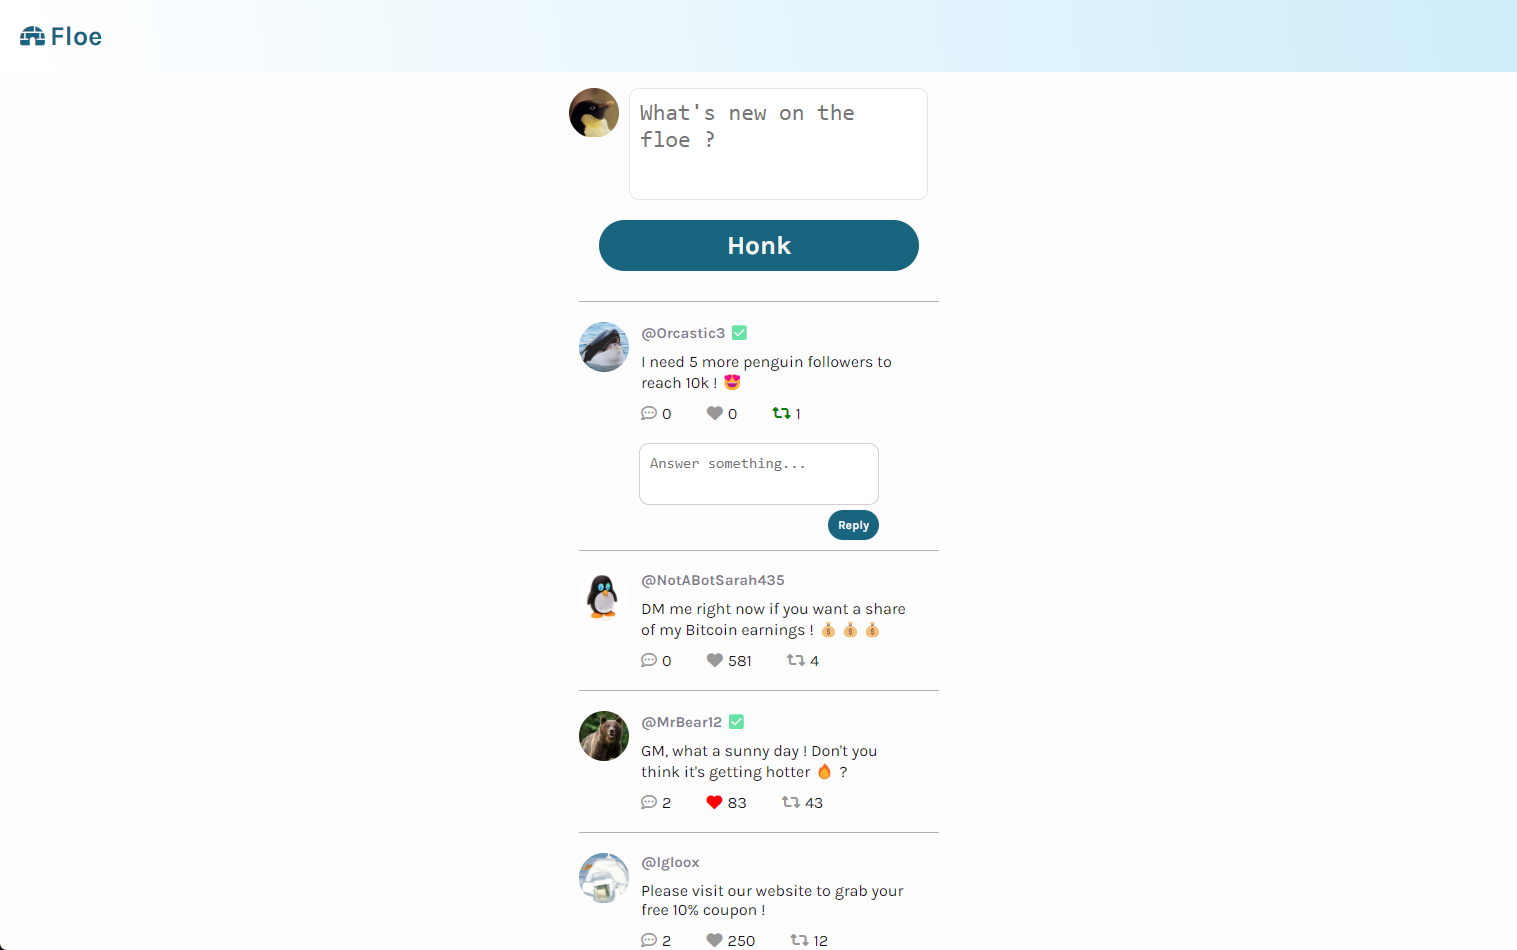 Floe
What's new on the
floe ?
Honk
@Orcastic3 ✅
I need 5 more penguin followers to
reach 10k ! 😍
0 0 1
Answer something...
Reply
@NotABotSarah435
DM me right now if you want a share
of my Bitcoin earnings ! 💰 💰 💰
0 581 4
@MrBear12 ✅
GM, what a sunny day ! Don't you
think it's getting hotter 🔥 ?
2 83 43
@Igloox
Please visit our website to grab your
free 10% coupon !
2 250 12